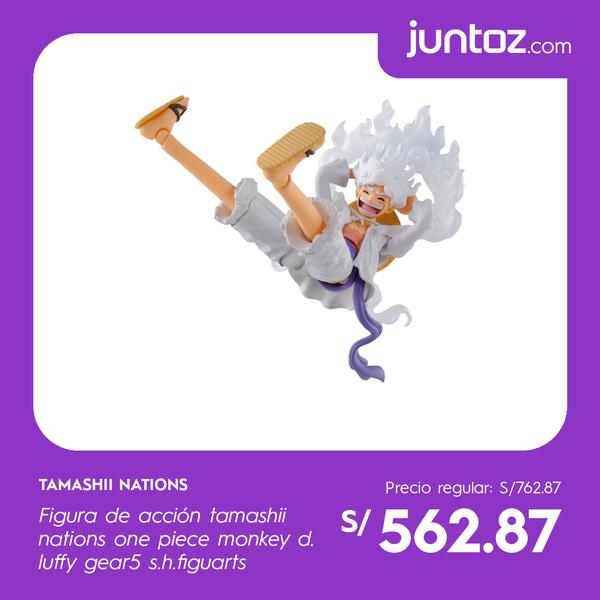 juntoz.com
TAMASHII NATIONS
Figura de acción tamashii
nations one piece monkey d.
luffy gear5 s.h.figuarts
Precio regular: S/762.87
S/ 562.87